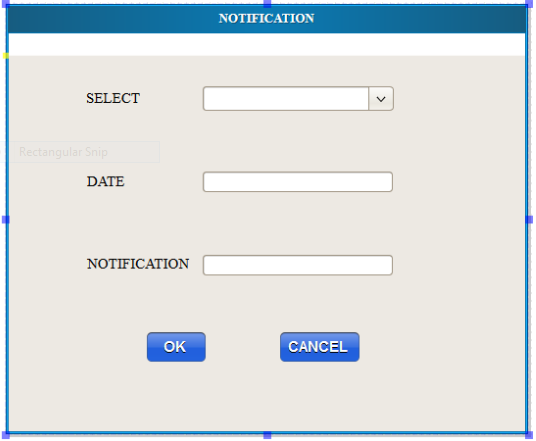 NOTIFICATION
SELECT
Rectangular Snip
DATE
NOTIFICATION
OK CANCEL